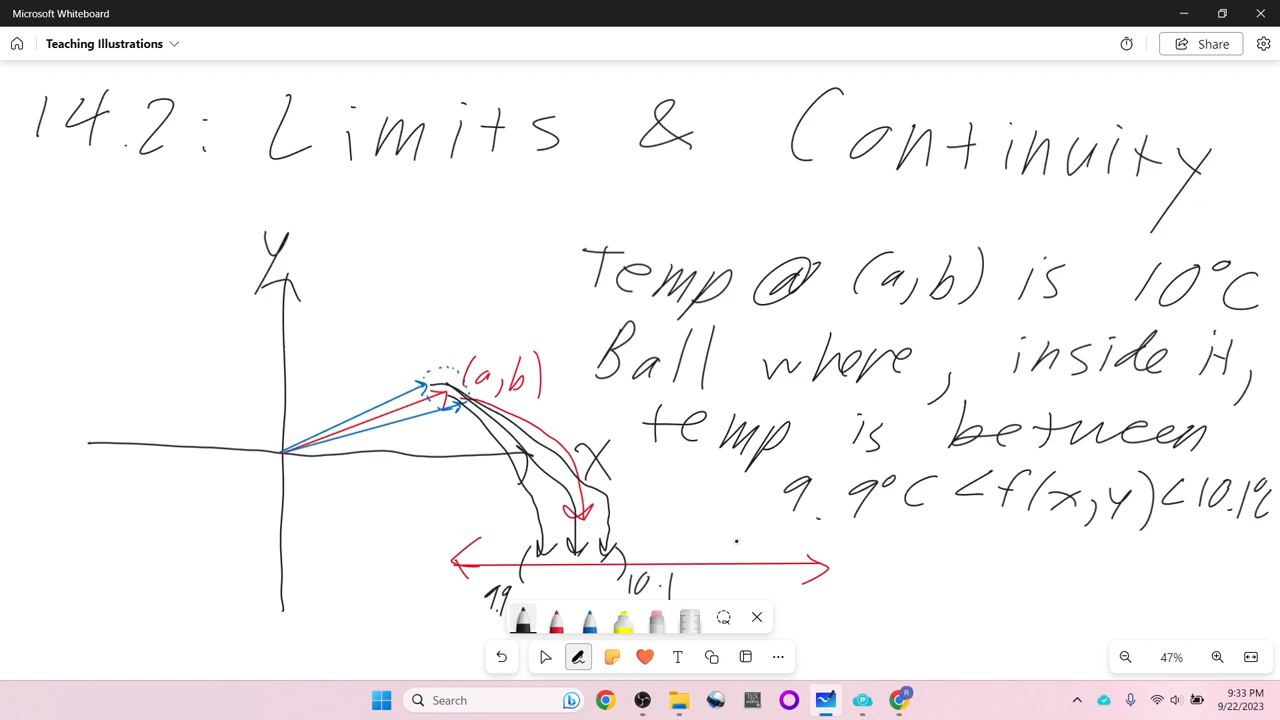 Microsoft Whiteboard
Teaching Illustrations
Share
14.2: Limits & Continuity
y
Temp @ (a,b) is 10°C
Ball where, inside it,
(a,b)
temp is between
x
9.9°C < f(x,y) < 10.1°C
9.9
10.1
47%
Search
9:33 PM
9/22/2023